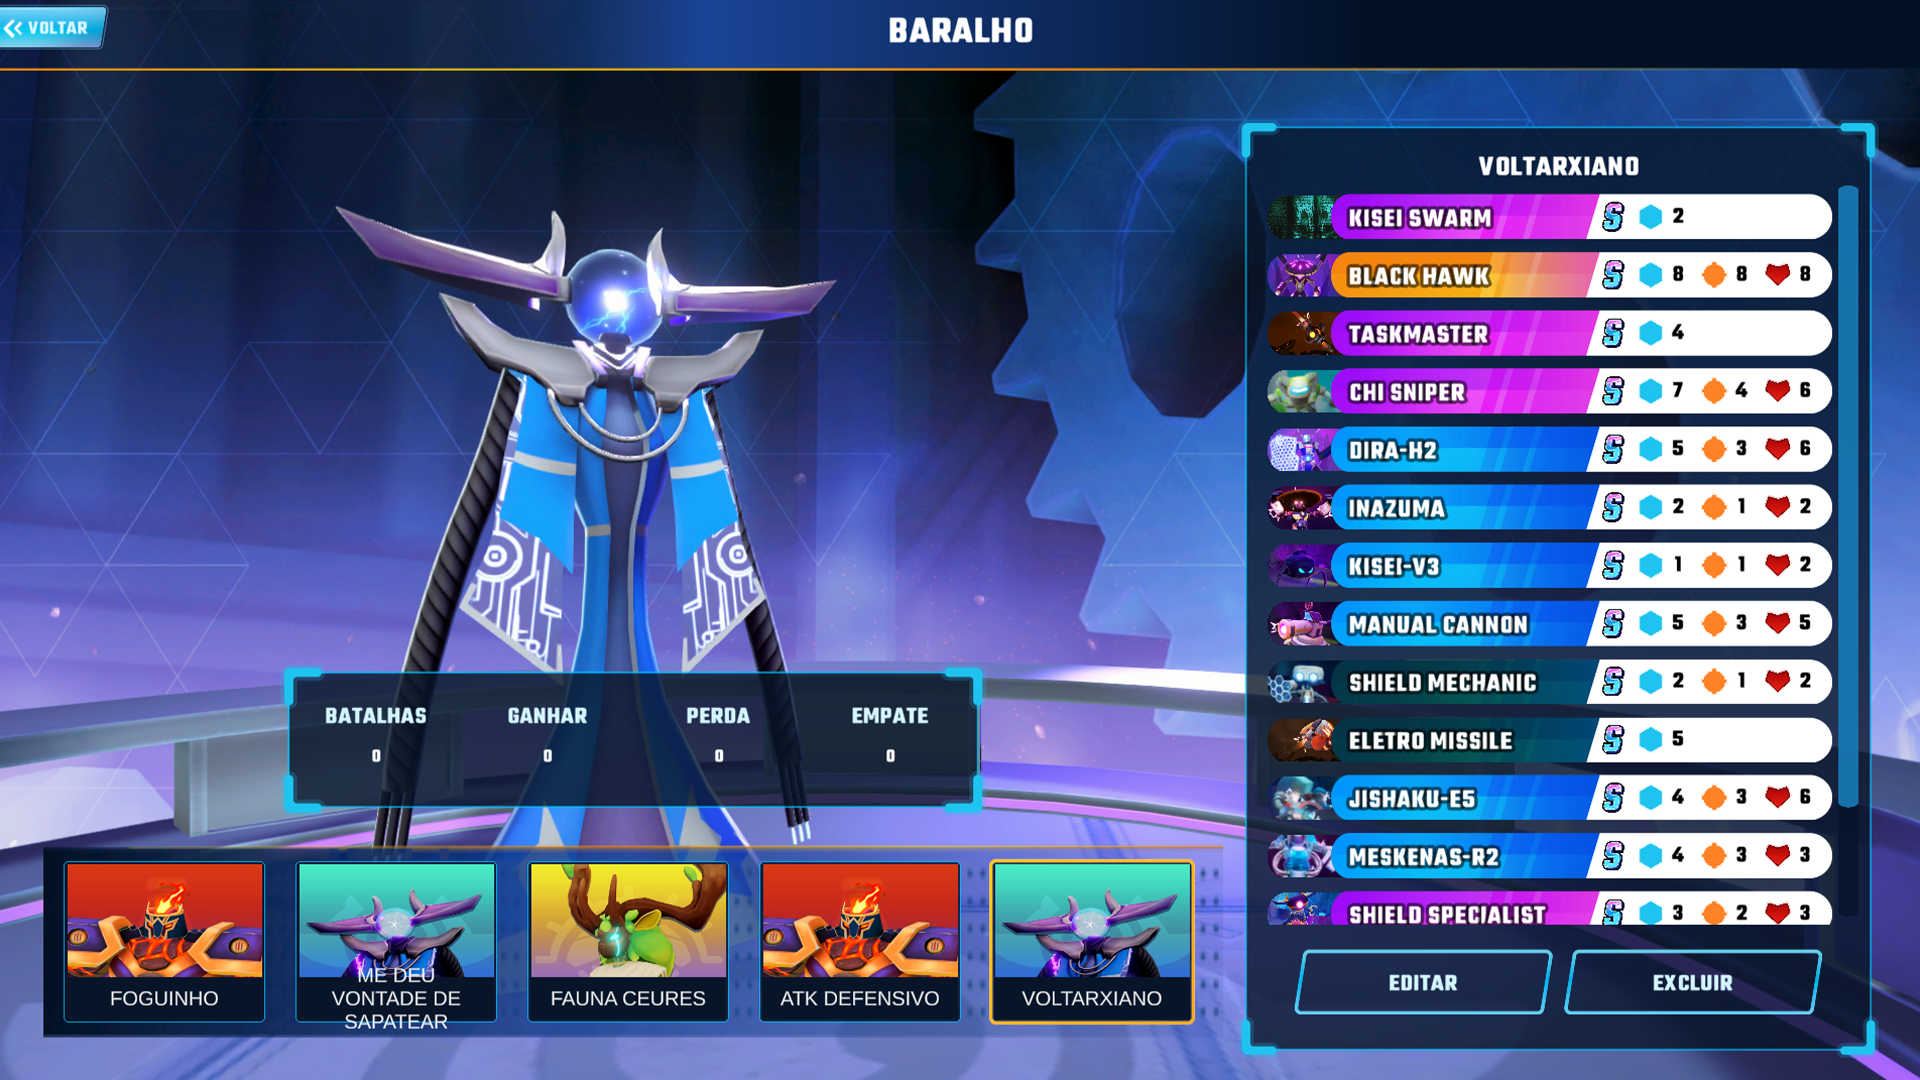 VOLTAR
BARALHO
VOLTARXIANO
KISEI SWARM S 2
BLACK HAWK S 8 8 8
TASKMASTER S 4
CHI SNIPER S 7 4 6
DIRA-H2 S 5 3 6
INAZUMA S 2 1 2
KISEI-V3 S 1 1 2
MANUAL CANNON S 5 3 5
SHIELD MECHANIC S 2 1 2
ELETRO MISSILE S 5
JISHAKU-E5 S 4 3 6
MESKENAS-R2 S 4 3 3
SHIELD SPECIALIST S 3 2 3
EDITAR EXCLUIR
BATALHAS GANHAR PERDA EMPATE
0 0 0 0
FOGUINHO
ME DEU
VONTADE DE
SAPATEAR
FAUNA CEURES
ATK DEFENSIVO
VOLTARXIANO